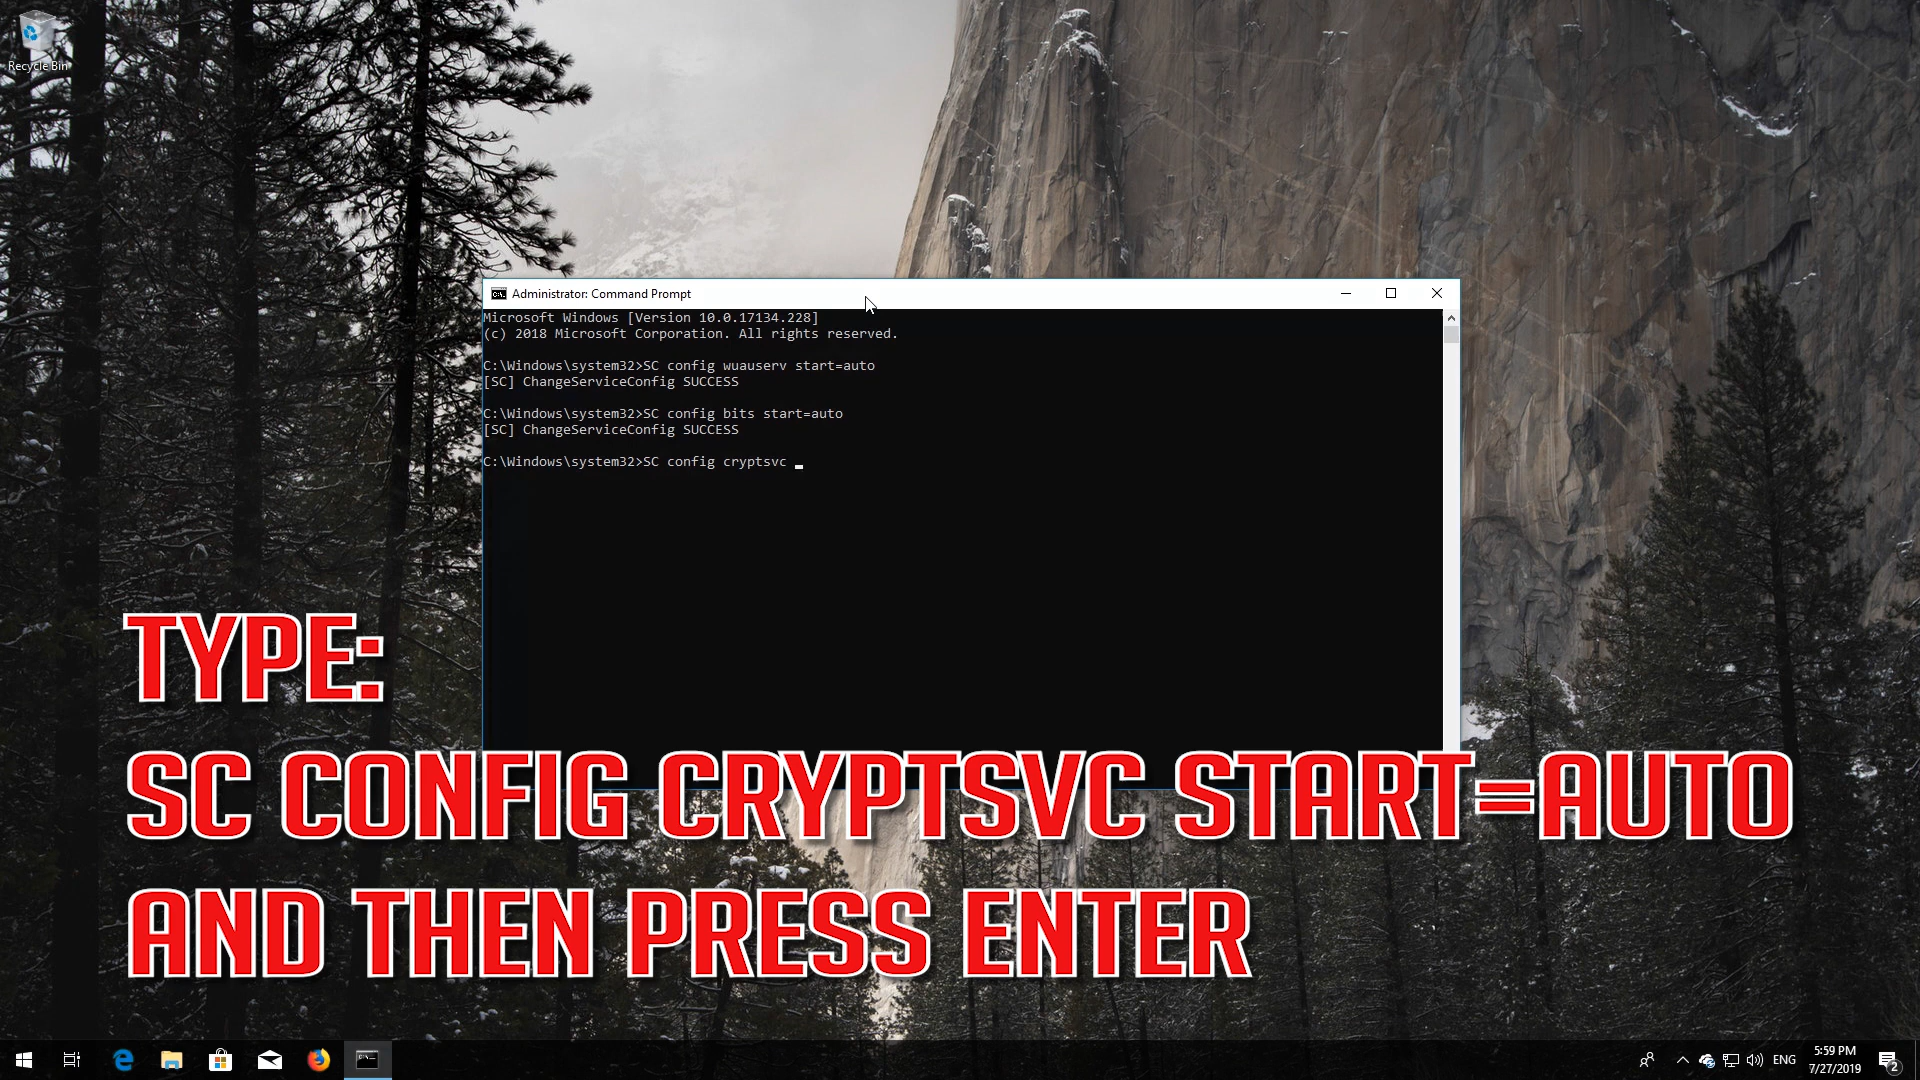 Recycle Bin
Administrator: Command Prompt
Microsoft Windows [Version 10.0.17134.228]
(c) 2018 Microsoft Corporation. All rights reserved.
C:\Windows\system32>SC config wuauserv start=auto
[SC] ChangeServiceConfig SUCCESS
C:\Windows\system32>SC config bits start=auto
[SC] ChangeServiceConfig SUCCESS
C:\Windows\system32>SC config cryptsvc
TYPE:
SC CONFIG CRYPTSVC START=AUTO
AND THEN PRESS ENTER
ENG
5:59 PM
7/27/2019
2